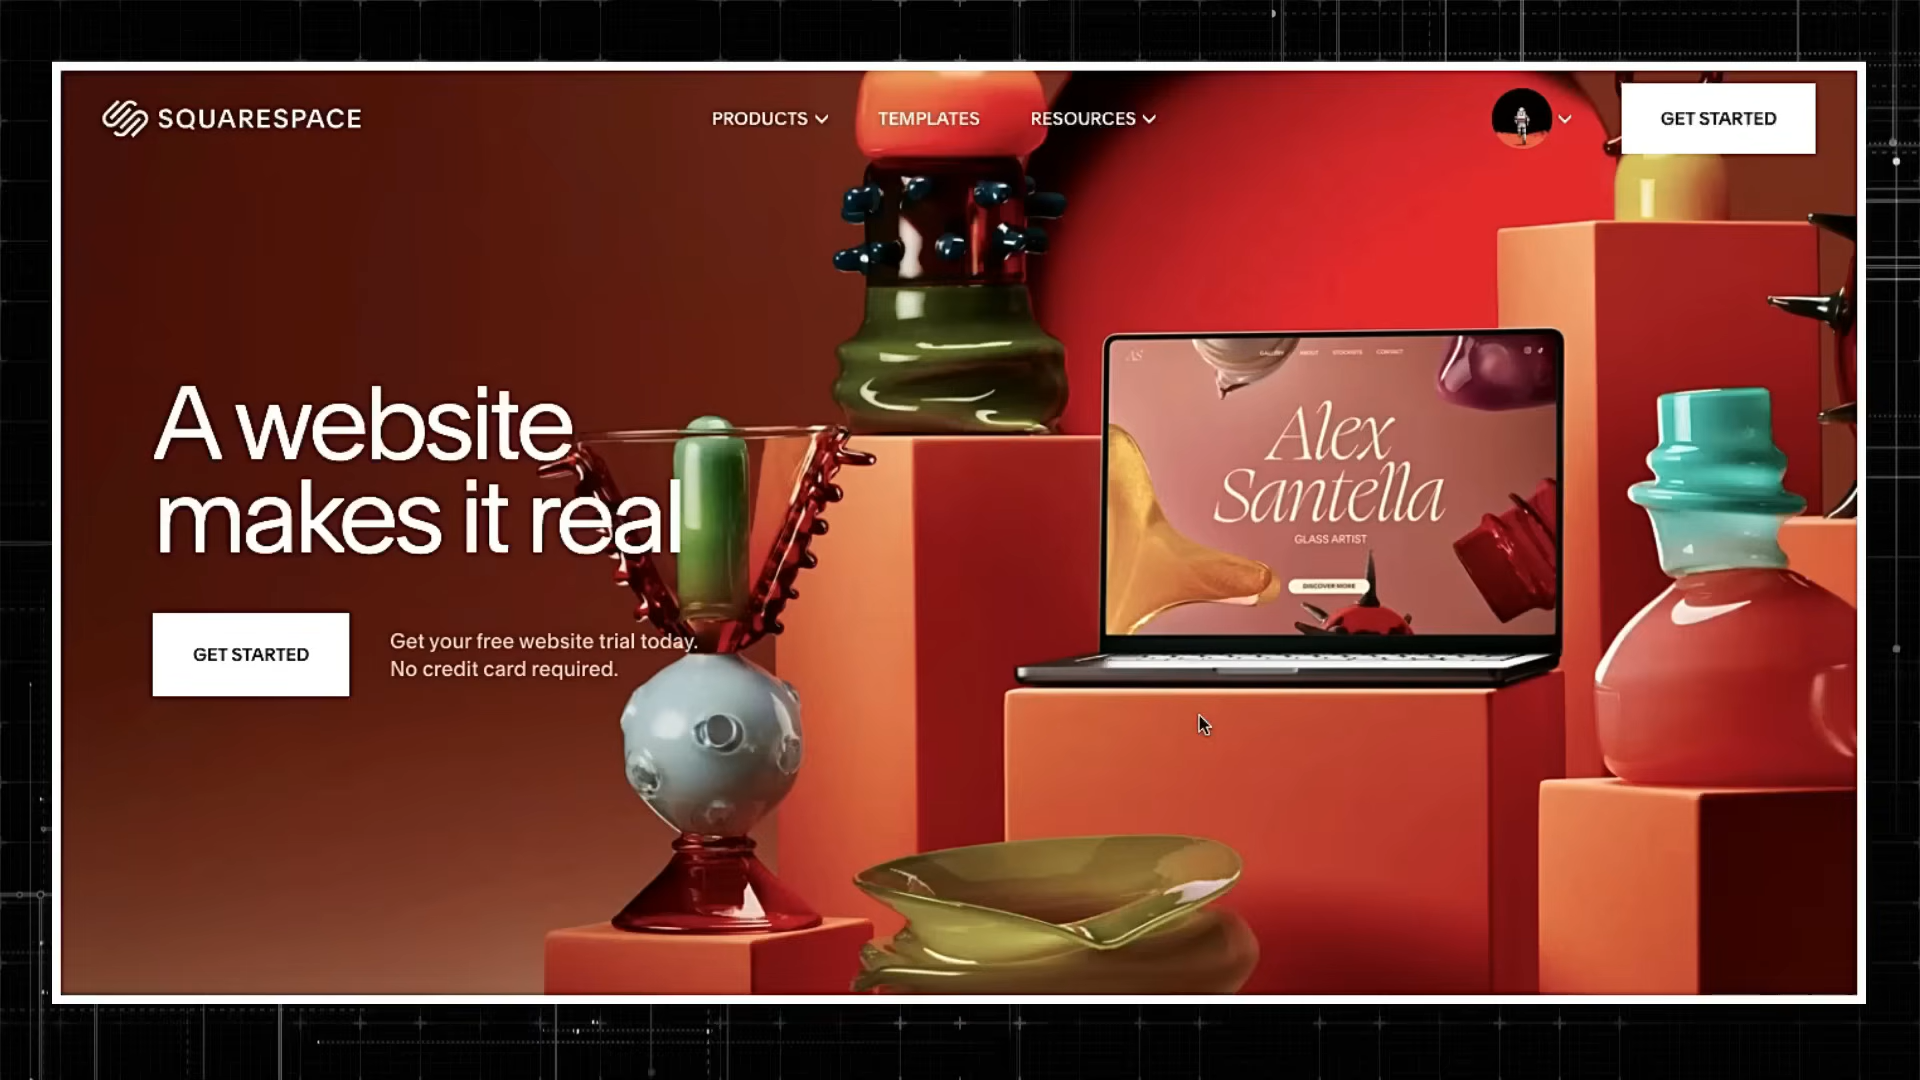 SQUARESPACE
PRODUCTS
TEMPLATES
RESOURCES
GET STARTED
A website
makes it real
GET STARTED
Get your free website trial today.
No credit card required.
AS
GALLERY
ABOUT
STOCKISTS
CONTACT
Alex
Santella
GLASS ARTIST
DISCOVER MORE